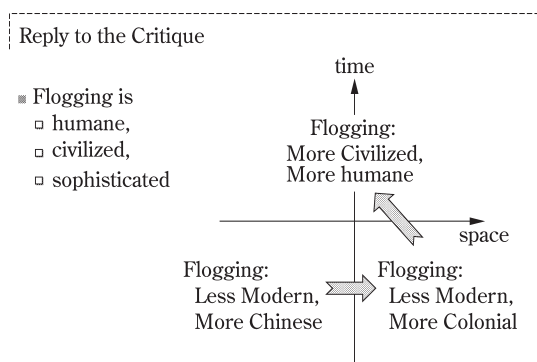 Reply to the Critique
time
Flogging is
humane,
civilized,
sophisticated
Flogging:
More Civilized,
More humane
space
Flogging:
Less Modern,
More Chinese
Flogging:
Less Modern,
More Colonial